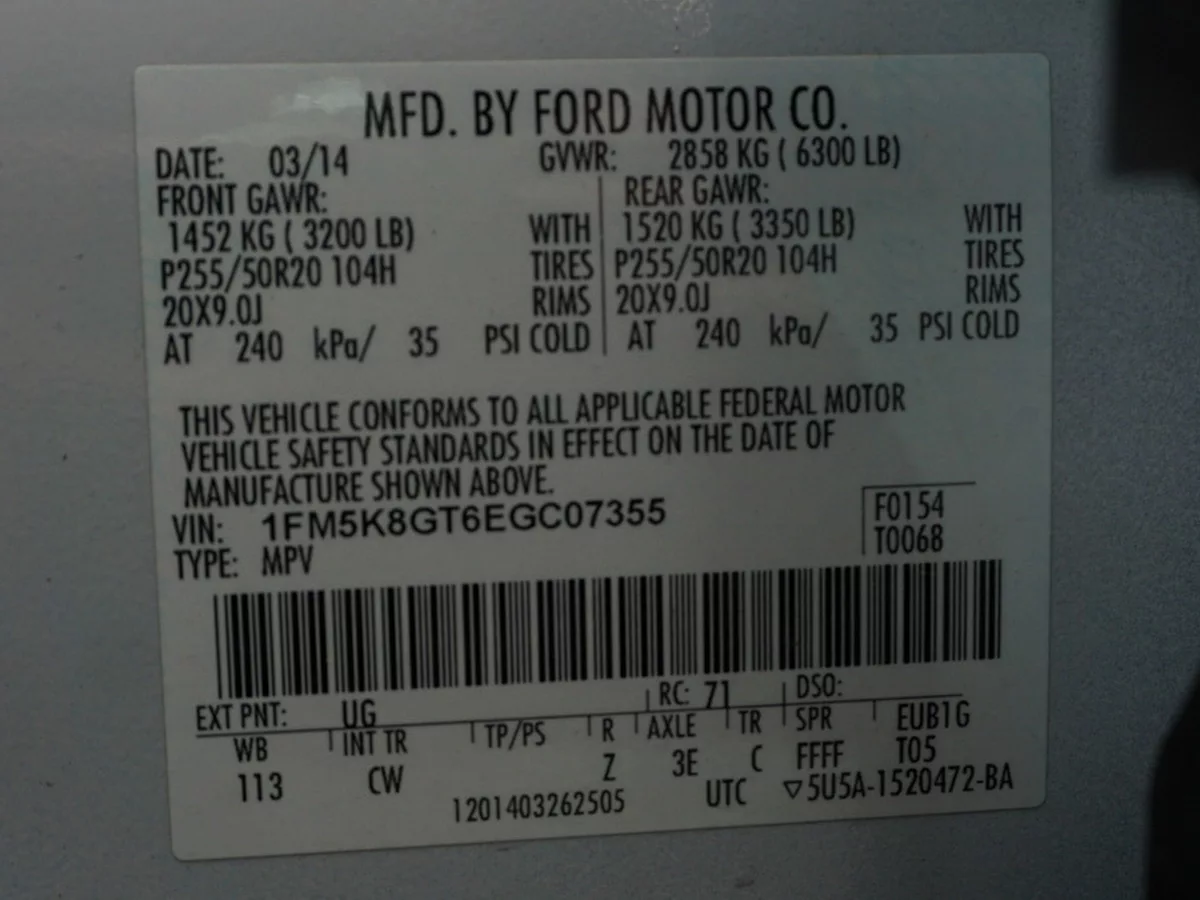 MFD. BY FORD MOTOR CO.
DATE: 03/14 GVWR: 2858 KG ( 6300 LB)
FRONT GAWR: REAR GAWR:
1452 KG ( 3200 LB) WITH 1520 KG ( 3350 LB) WITH
P255/50R20 104H TIRES P255/50R20 104H TIRES
20X9.0J RIMS 20X9.0J RIMS
AT 240 kPa/ 35 PSI COLD AT 240 kPa/ 35 PSI COLD
THIS VEHICLE CONFORMS TO ALL APPLICABLE FEDERAL MOTOR
VEHICLE SAFETY STANDARDS IN EFFECT ON THE DATE OF
MANUFACTURE SHOWN ABOVE.
VIN: 1FM5K8GT6EGC07355 F0154
TYPE: MPV T0068
EXT PNT: UG RC: 71 DSO:
WB INT TR TP/PS R AXLE TR SPR EUB1G
113 CW Z 3E C FFFF T05
1201403262505 UTC ▽5U5A-1520472-BA